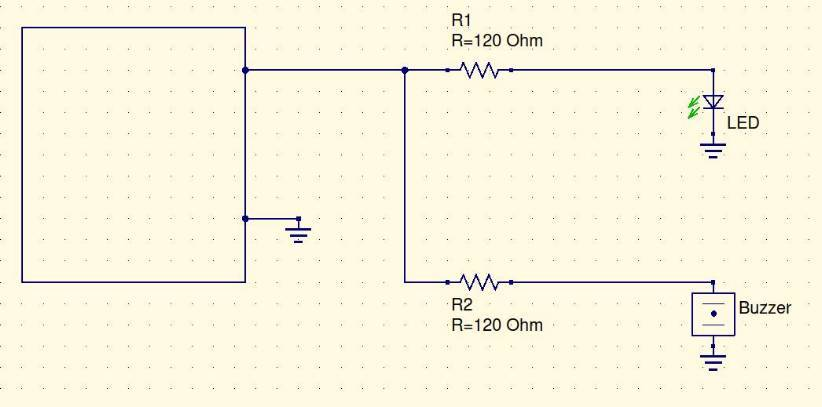 R1
R=120 Ohm
LED
R2
R=120 Ohm
Buzzer